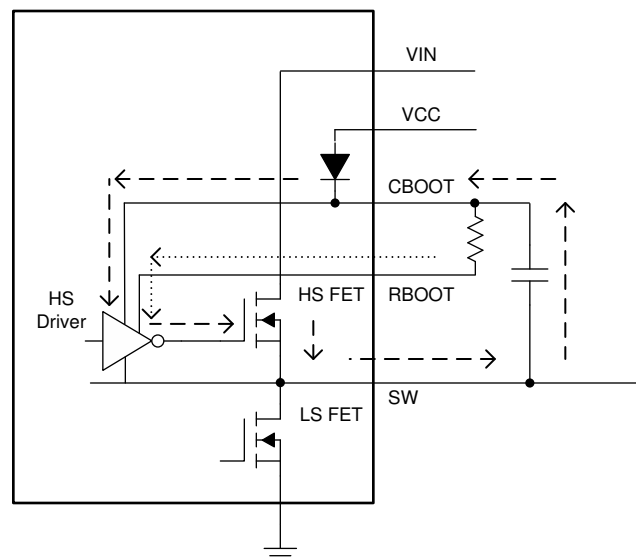 VIN
VCC
CBOOT
HS FET
RBOOT
HS
Driver
SW
LS FET